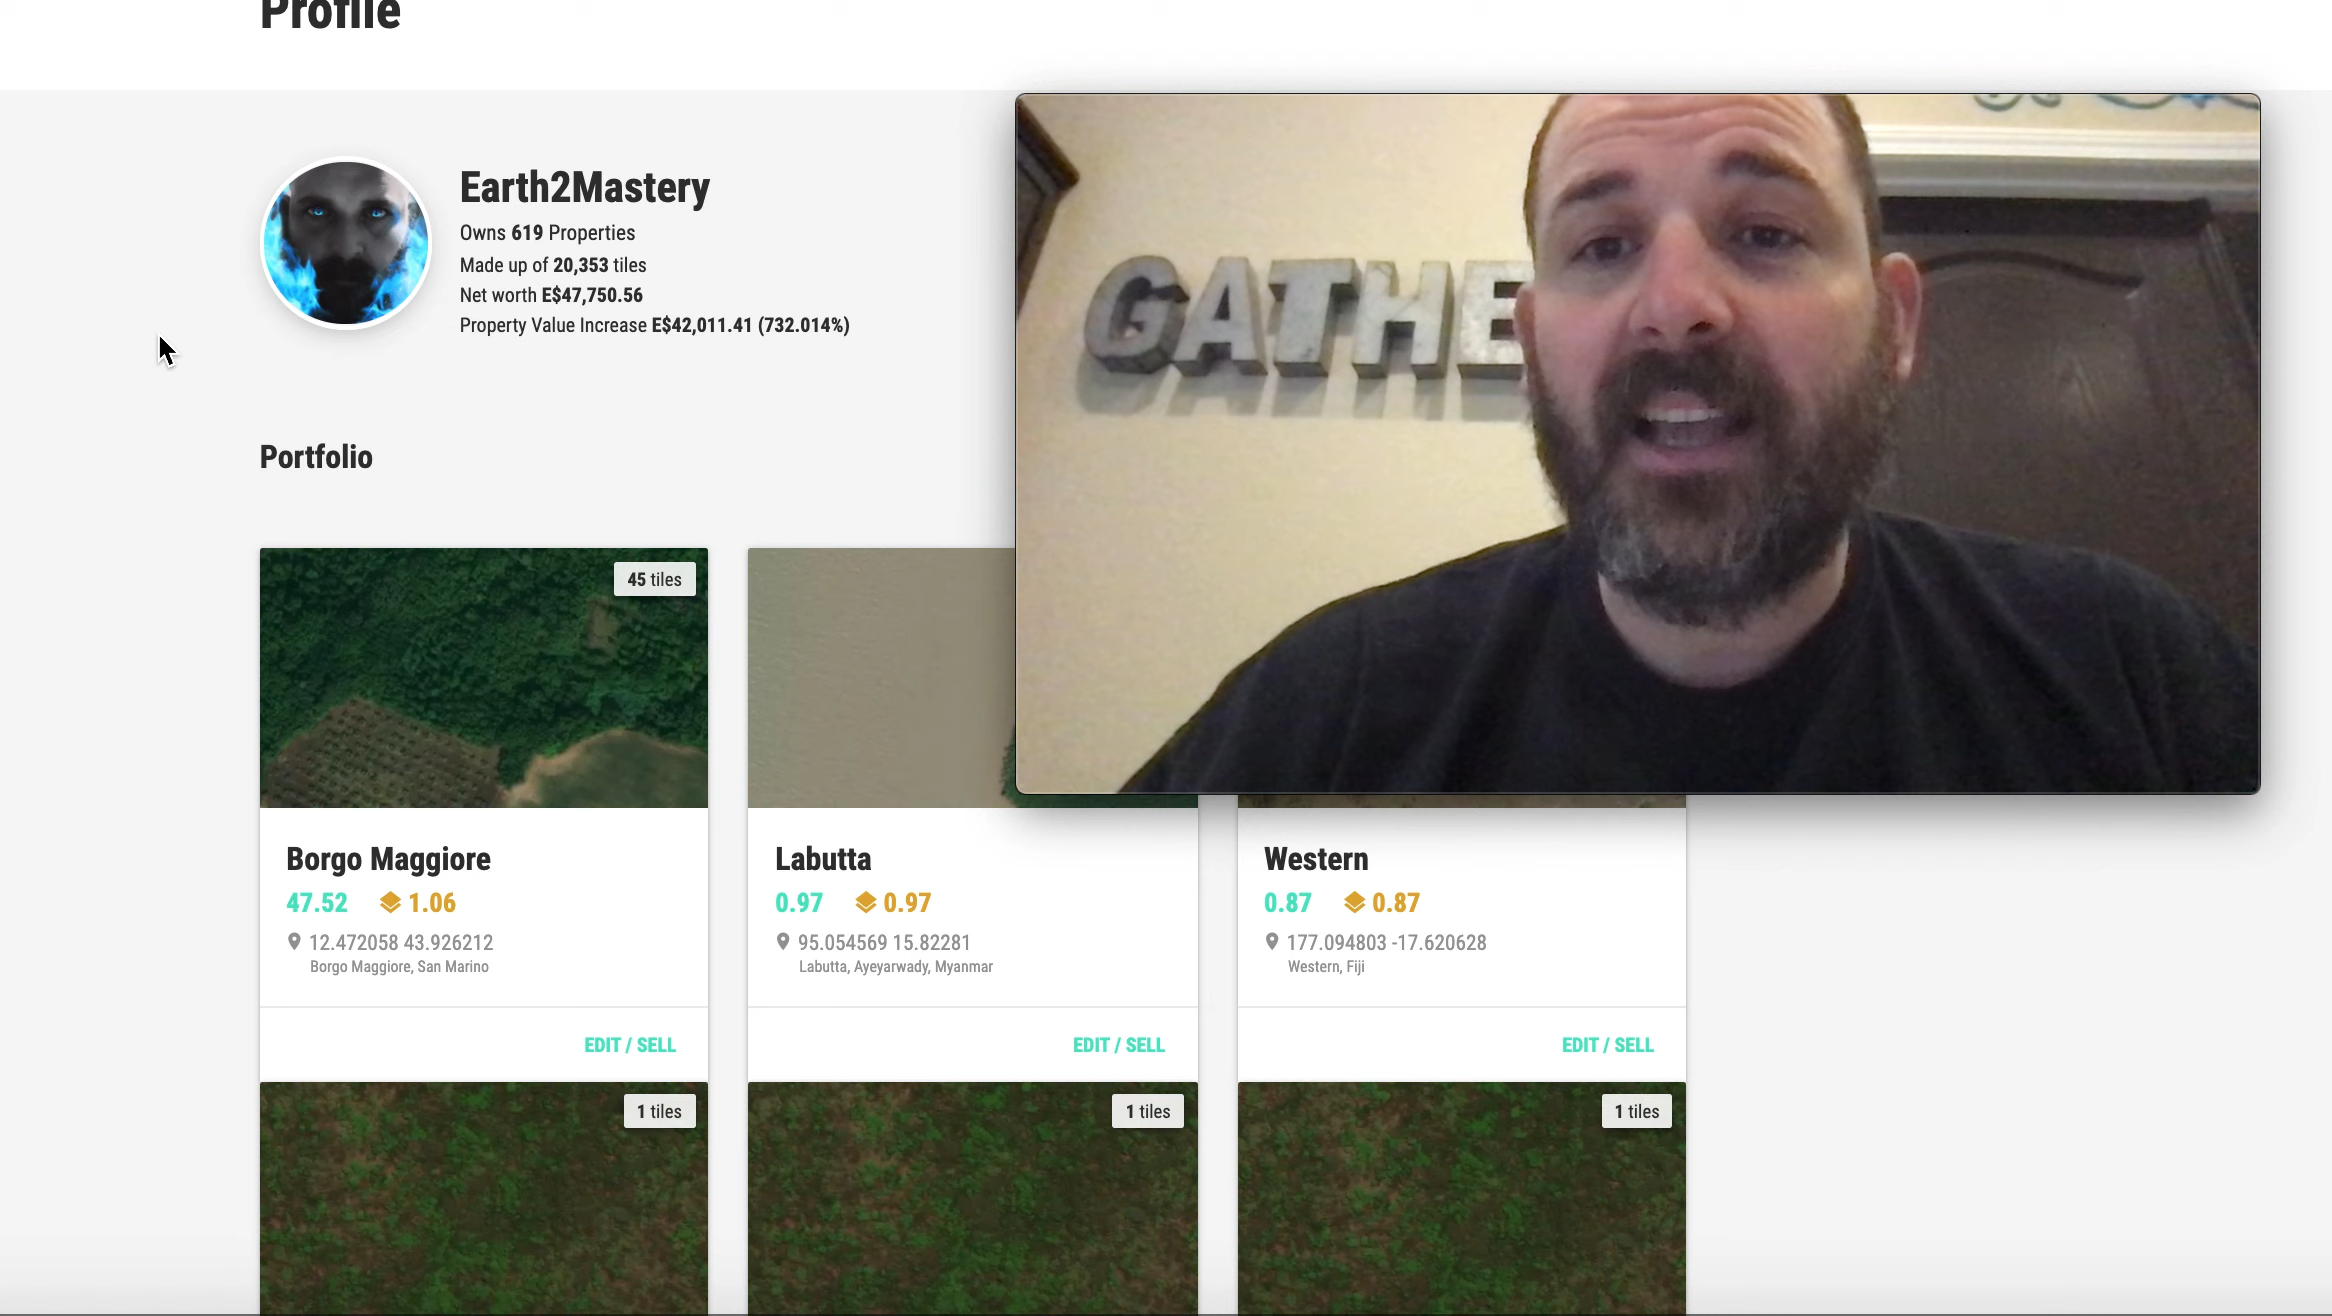 Profile
Earth2Mastery
Owns 619 Properties
Made up of 20,353 tiles
Net worth E$47,750.56
Property Value Increase E$42,011.41 (732.014%)
GATHE
Portfolio
45 tiles
Borgo Maggiore
47.52 1.06
12.472058 43.926212
Borgo Maggiore, San Marino
EDIT / SELL
Labutta
0.97 0.97
95.054569 15.82281
Labutta, Ayeyarwady, Myanmar
EDIT / SELL
Western
0.87 0.87
177.094803 -17.620628
Western, Fiji
EDIT / SELL
1 tiles
1 tiles
1 tiles